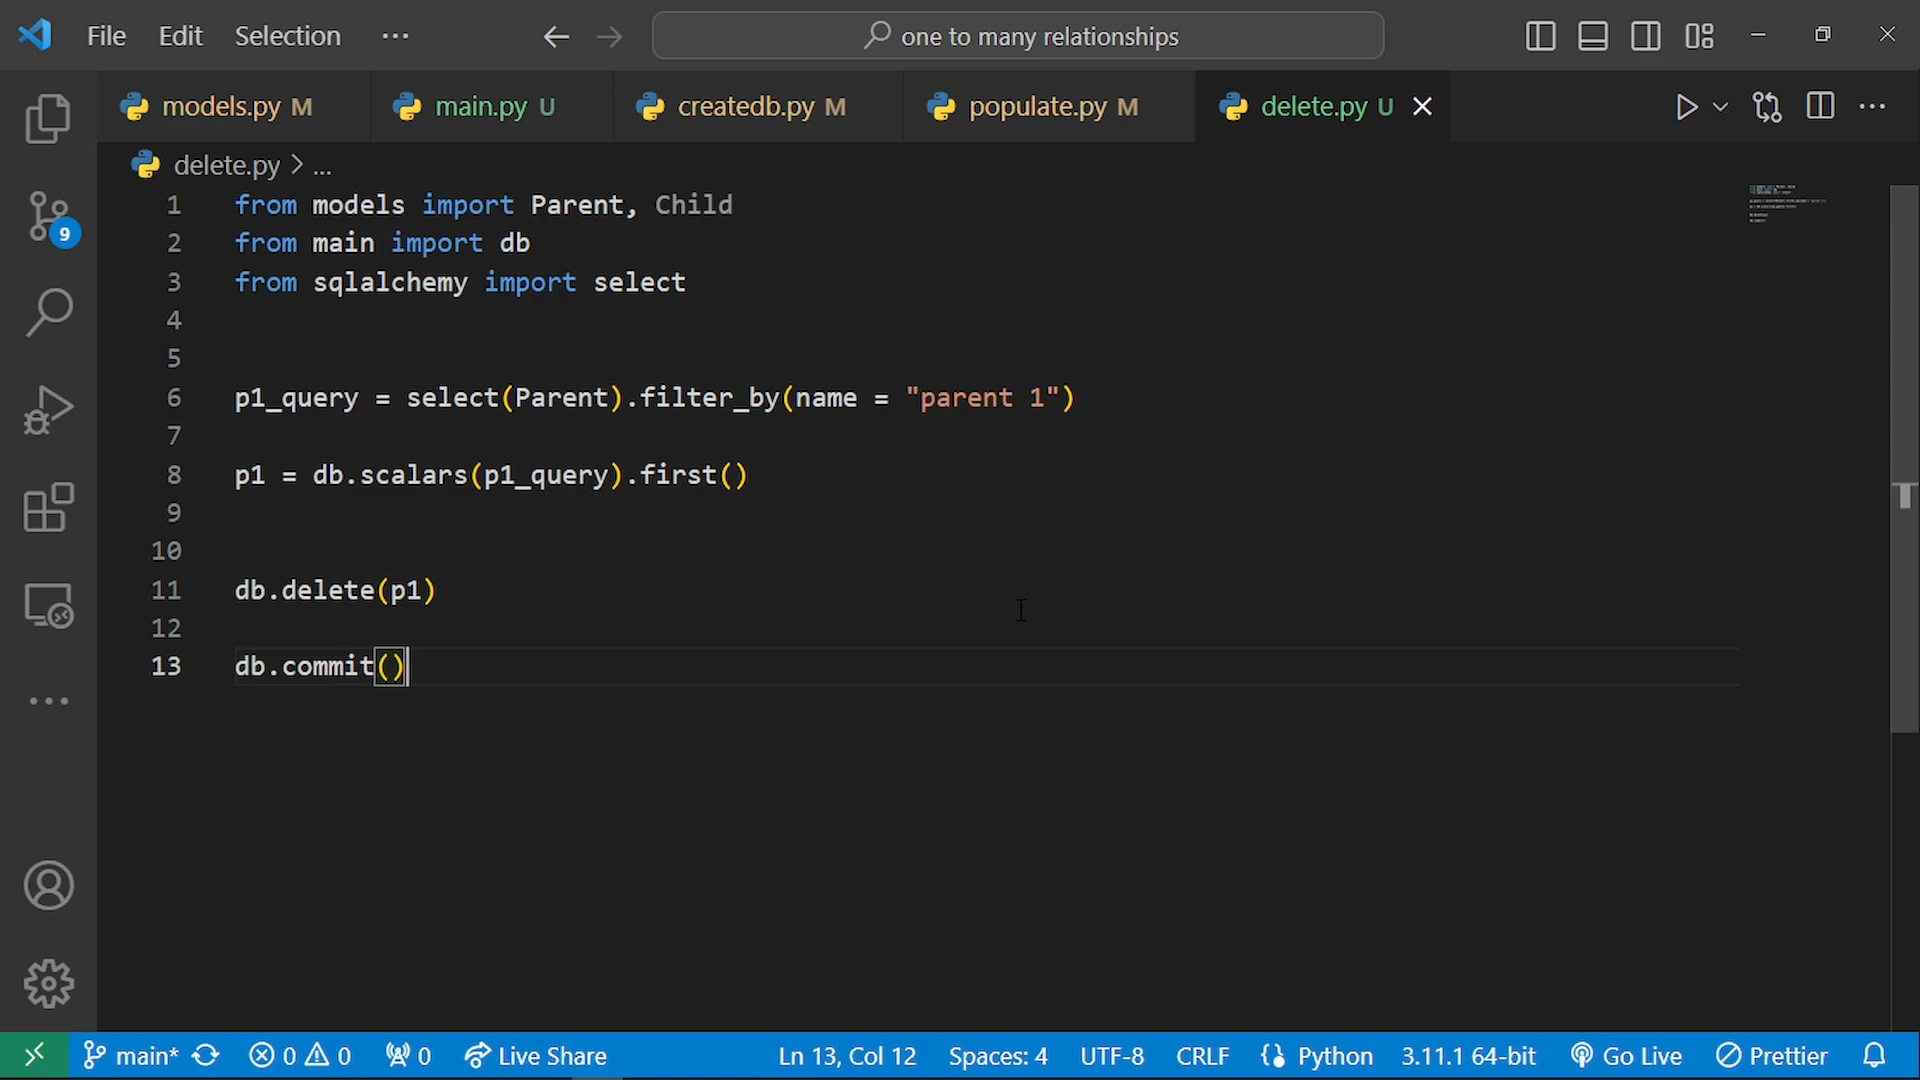 File Edit Selection ··· one to many relationships
models.py M main.py U createdb.py M populate.py M delete.py U
delete.py > ...
1 from models import Parent, Child
2 from main import db
3 from sqlalchemy import select
4
5
6 p1_query = select(Parent).filter_by(name = "parent 1")
7
8 p1 = db.scalars(p1_query).first()
9
10
11 db.delete(p1)
12
13 db.commit()
9
main* 0 0 0 Live Share Ln 13, Col 12 Spaces: 4 UTF-8 CRLF Python 3.11.1 64-bit Go Live Prettier